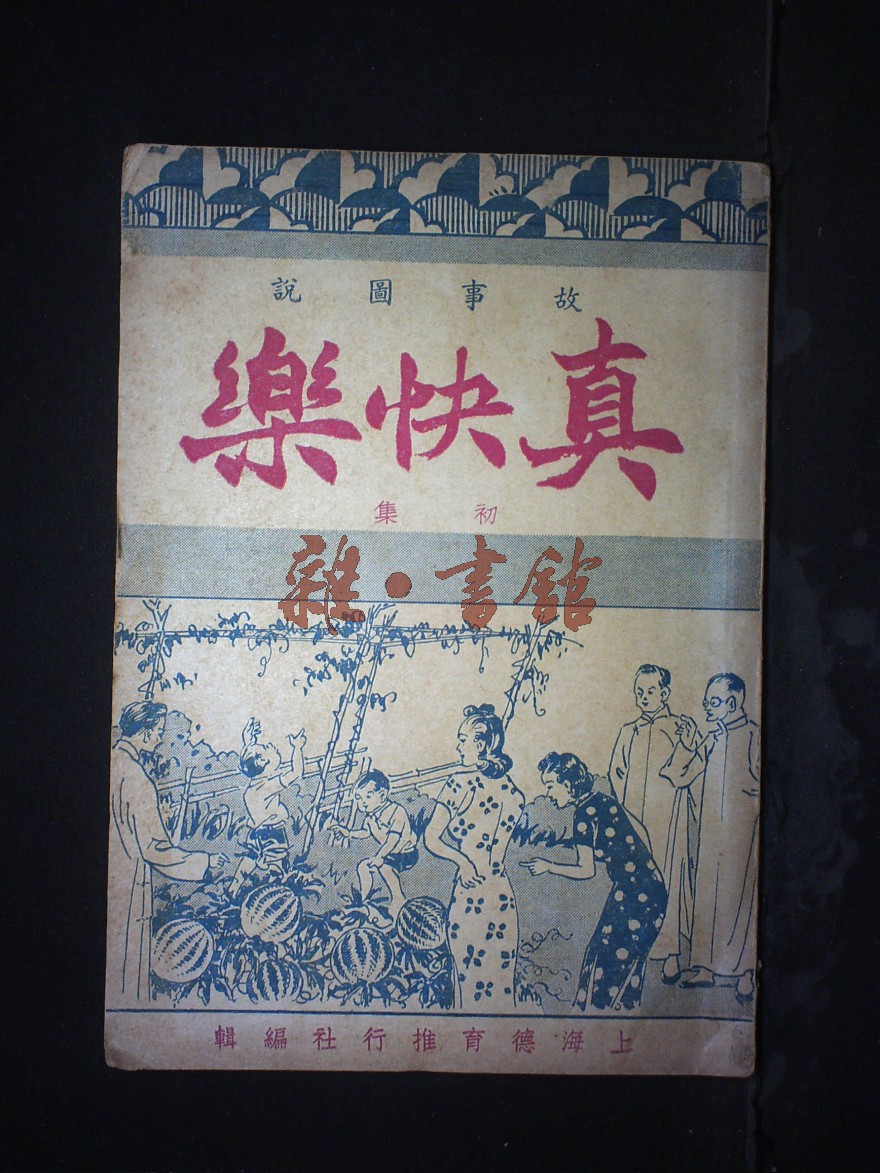 故事圖說
真快樂
初集
雜·書館
上海德育推行社編輯